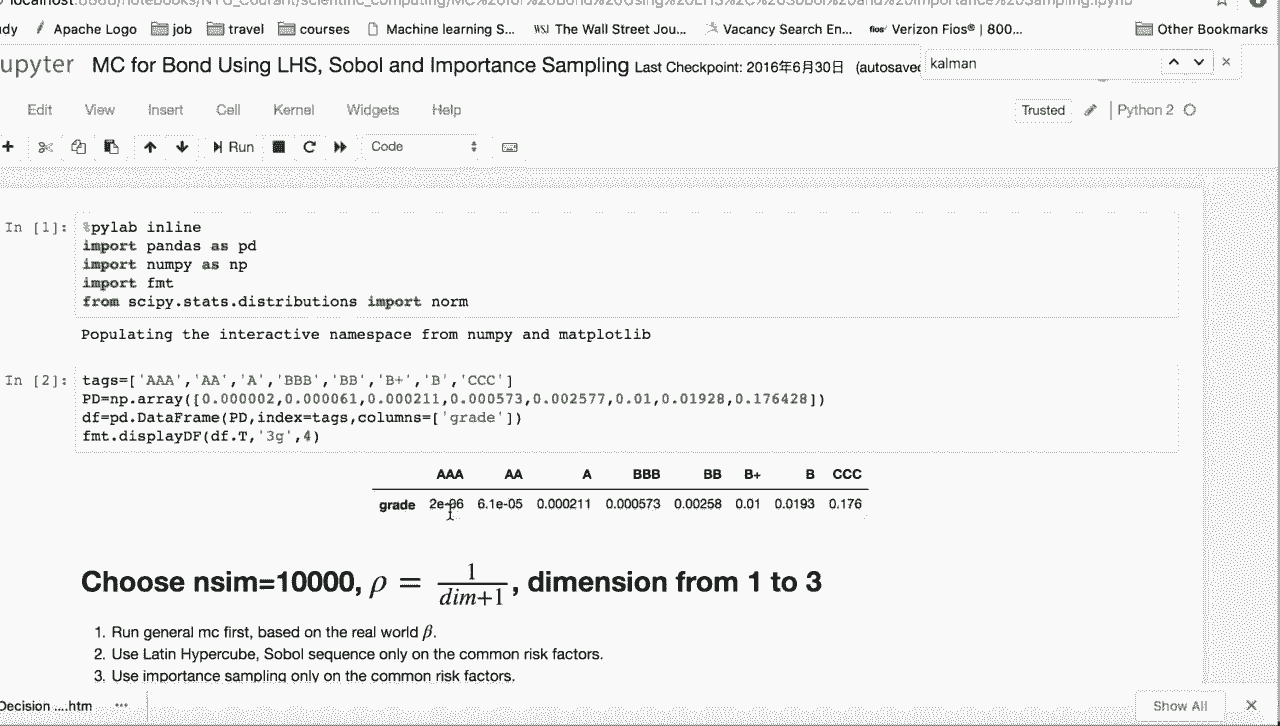 localhost:8888/notebooks/NYU_Courant/scientific_computing/MC%20for%20Bond%20Using%20LHS%2C%20Sobol%20and%20Importance%20Sampling.ipynb
dy Apache Logo job travel courses Machine learning S... WSJ The Wall Street Jou... Vacancy Search En... fios Verizon Fios® | 800... Other Bookmarks
upyter MC for Bond Using LHS, Sobol and Importance Sampling Last Checkpoint: 2016年6月30日 (autosaved kalman
Edit View Insert Cell Kernel Widgets Help Trusted Python 2
Run Code
In [1]: %pylab inline
import pandas as pd
import numpy as np
import fmt
from scipy.stats.distributions import norm
Populating the interactive namespace from numpy and matplotlib
In [2]: tags=['AAA','AA','A','BBB','BB','B+','B','CCC']
PD=np.array([0.000002,0.000061,0.000211,0.000573,0.002577,0.01,0.01928,0.176428])
df=pd.DataFrame(PD,index=tags,columns=['grade'])
fmt.displayDF(df.T,'3g',4)
AAA AA A BBB BB B+ B CCC
grade 2e-06 6.1e-05 0.000211 0.000573 0.00258 0.01 0.0193 0.176
Choose nsim=10000, ρ = 1/(dim+1), dimension from 1 to 3
1. Run general mc first, based on the real world β.
2. Use Latin Hypercube, Sobol sequence only on the common risk factors.
3. Use importance sampling only on the common risk factors.
Decision ....htm Show All